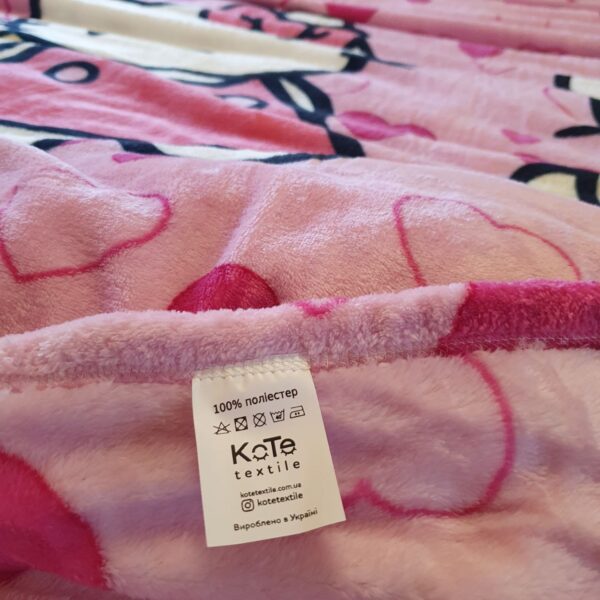 100% поліестер
KoTe
textile
kotetextile.com.ua
kotetextile
Вироблено в Україні